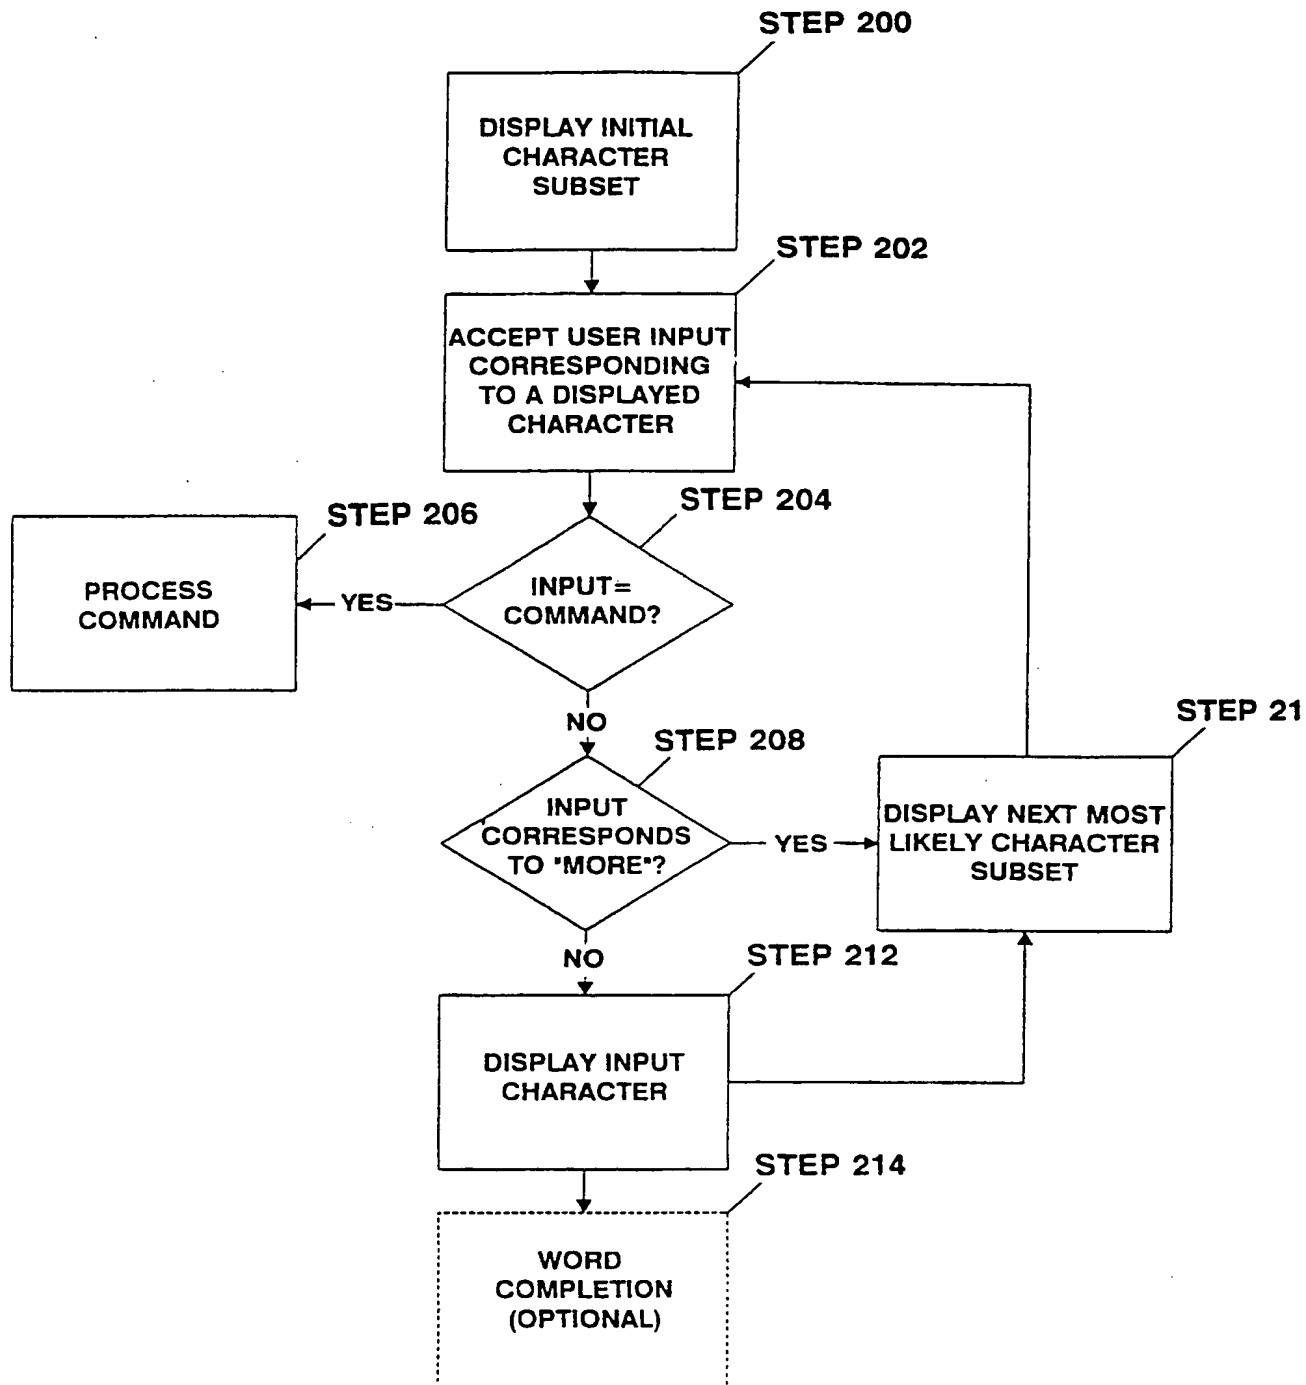 STEP 200
DISPLAY INITIAL
CHARACTER
SUBSET
STEP 202
ACCEPT USER INPUT
CORRESPONDING
TO A DISPLAYED
CHARACTER
STEP 204
INPUT=
COMMAND?
YES
STEP 206
PROCESS
COMMAND
NO
STEP 208
INPUT
CORRESPONDS
TO "MORE"?
YES
STEP 21
DISPLAY NEXT MOST
LIKELY CHARACTER
SUBSET
NO
STEP 212
DISPLAY INPUT
CHARACTER
STEP 214
WORD
COMPLETION
(OPTIONAL)